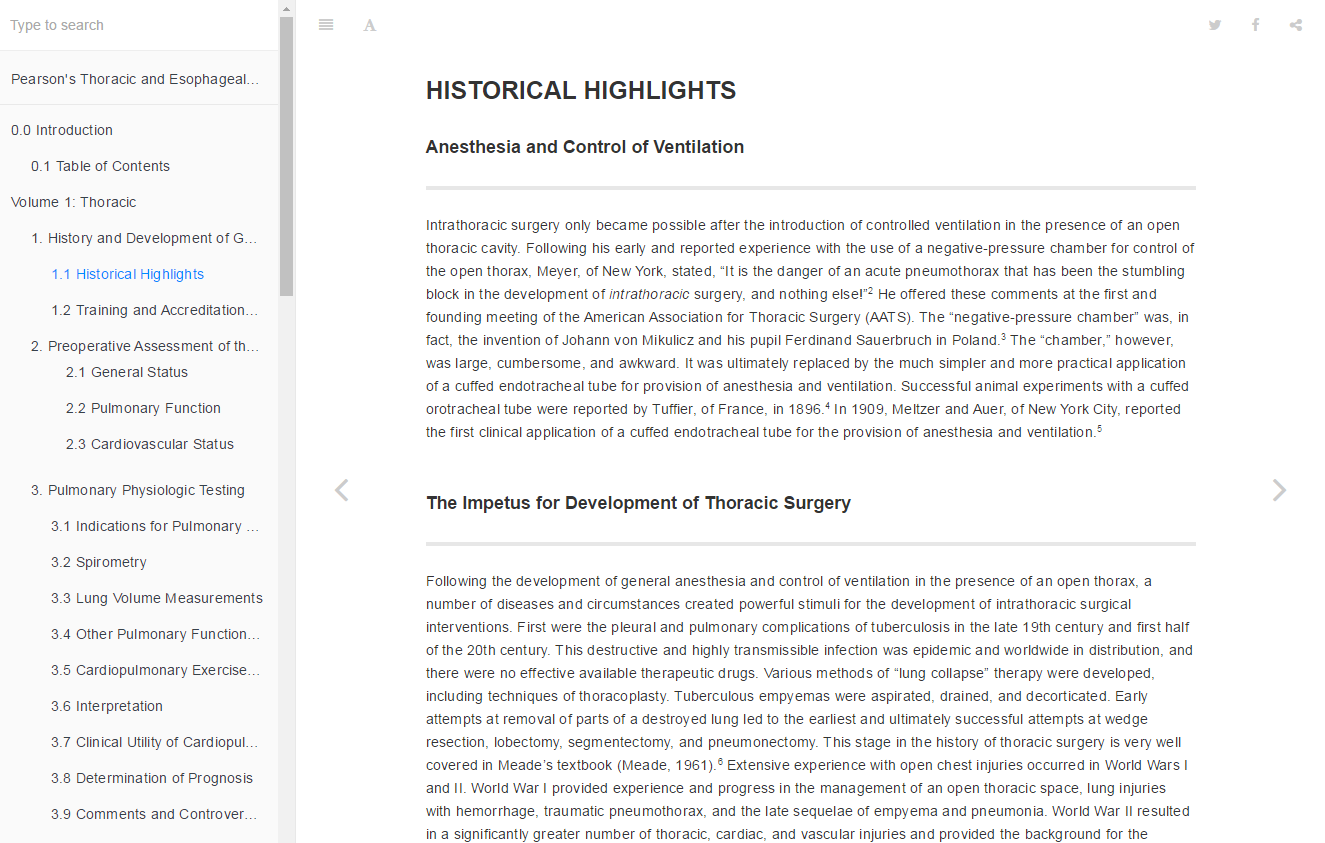 Type to search
Pearson's Thoracic and Esophageal...
0.0 Introduction
0.1 Table of Contents
Volume 1: Thoracic
1. History and Development of G...
1.1 Historical Highlights
1.2 Training and Accreditation...
2. Preoperative Assessment of th...
2.1 General Status
2.2 Pulmonary Function
2.3 Cardiovascular Status
3. Pulmonary Physiologic Testing
3.1 Indications for Pulmonary ...
3.2 Spirometry
3.3 Lung Volume Measurements
3.4 Other Pulmonary Function...
3.5 Cardiopulmonary Exercise...
3.6 Interpretation
3.7 Clinical Utility of Cardiopul...
3.8 Determination of Prognosis
3.9 Comments and Controver...
A
HISTORICAL HIGHLIGHTS
Anesthesia and Control of Ventilation
Intrathoracic surgery only became possible after the introduction of controlled ventilation in the presence of an open
thoracic cavity. Following his early and reported experience with the use of a negative-pressure chamber for control of
the open thorax, Meyer, of New York, stated, “It is the danger of an acute pneumothorax that has been the stumbling
block in the development of intrathoracic surgery, and nothing else!”2 He offered these comments at the first and
founding meeting of the American Association for Thoracic Surgery (AATS). The “negative-pressure chamber” was, in
fact, the invention of Johann von Mikulicz and his pupil Ferdinand Sauerbruch in Poland.3 The “chamber,” however,
was large, cumbersome, and awkward. It was ultimately replaced by the much simpler and more practical application
of a cuffed endotracheal tube for provision of anesthesia and ventilation. Successful animal experiments with a cuffed
orotracheal tube were reported by Tuffier, of France, in 1896.4 In 1909, Meltzer and Auer, of New York City, reported
the first clinical application of a cuffed endotracheal tube for the provision of anesthesia and ventilation.5
The Impetus for Development of Thoracic Surgery
Following the development of general anesthesia and control of ventilation in the presence of an open thorax, a
number of diseases and circumstances created powerful stimuli for the development of intrathoracic surgical
interventions. First were the pleural and pulmonary complications of tuberculosis in the late 19th century and first half
of the 20th century. This destructive and highly transmissible infection was epidemic and worldwide in distribution, and
there were no effective available therapeutic drugs. Various methods of “lung collapse” therapy were developed,
including techniques of thoracoplasty. Tuberculous empyemas were aspirated, drained, and decorticated. Early
attempts at removal of parts of a destroyed lung led to the earliest and ultimately successful attempts at wedge
resection, lobectomy, segmentectomy, and pneumonectomy. This stage in the history of thoracic surgery is very well
covered in Meade’s textbook (Meade, 1961).6 Extensive experience with open chest injuries occurred in World Wars I
and II. World War I provided experience and progress in the management of an open thoracic space, lung injuries
with hemorrhage, traumatic pneumothorax, and the late sequelae of empyema and pneumonia. World War II resulted
in a significantly greater number of thoracic, cardiac, and vascular injuries and provided the background for the